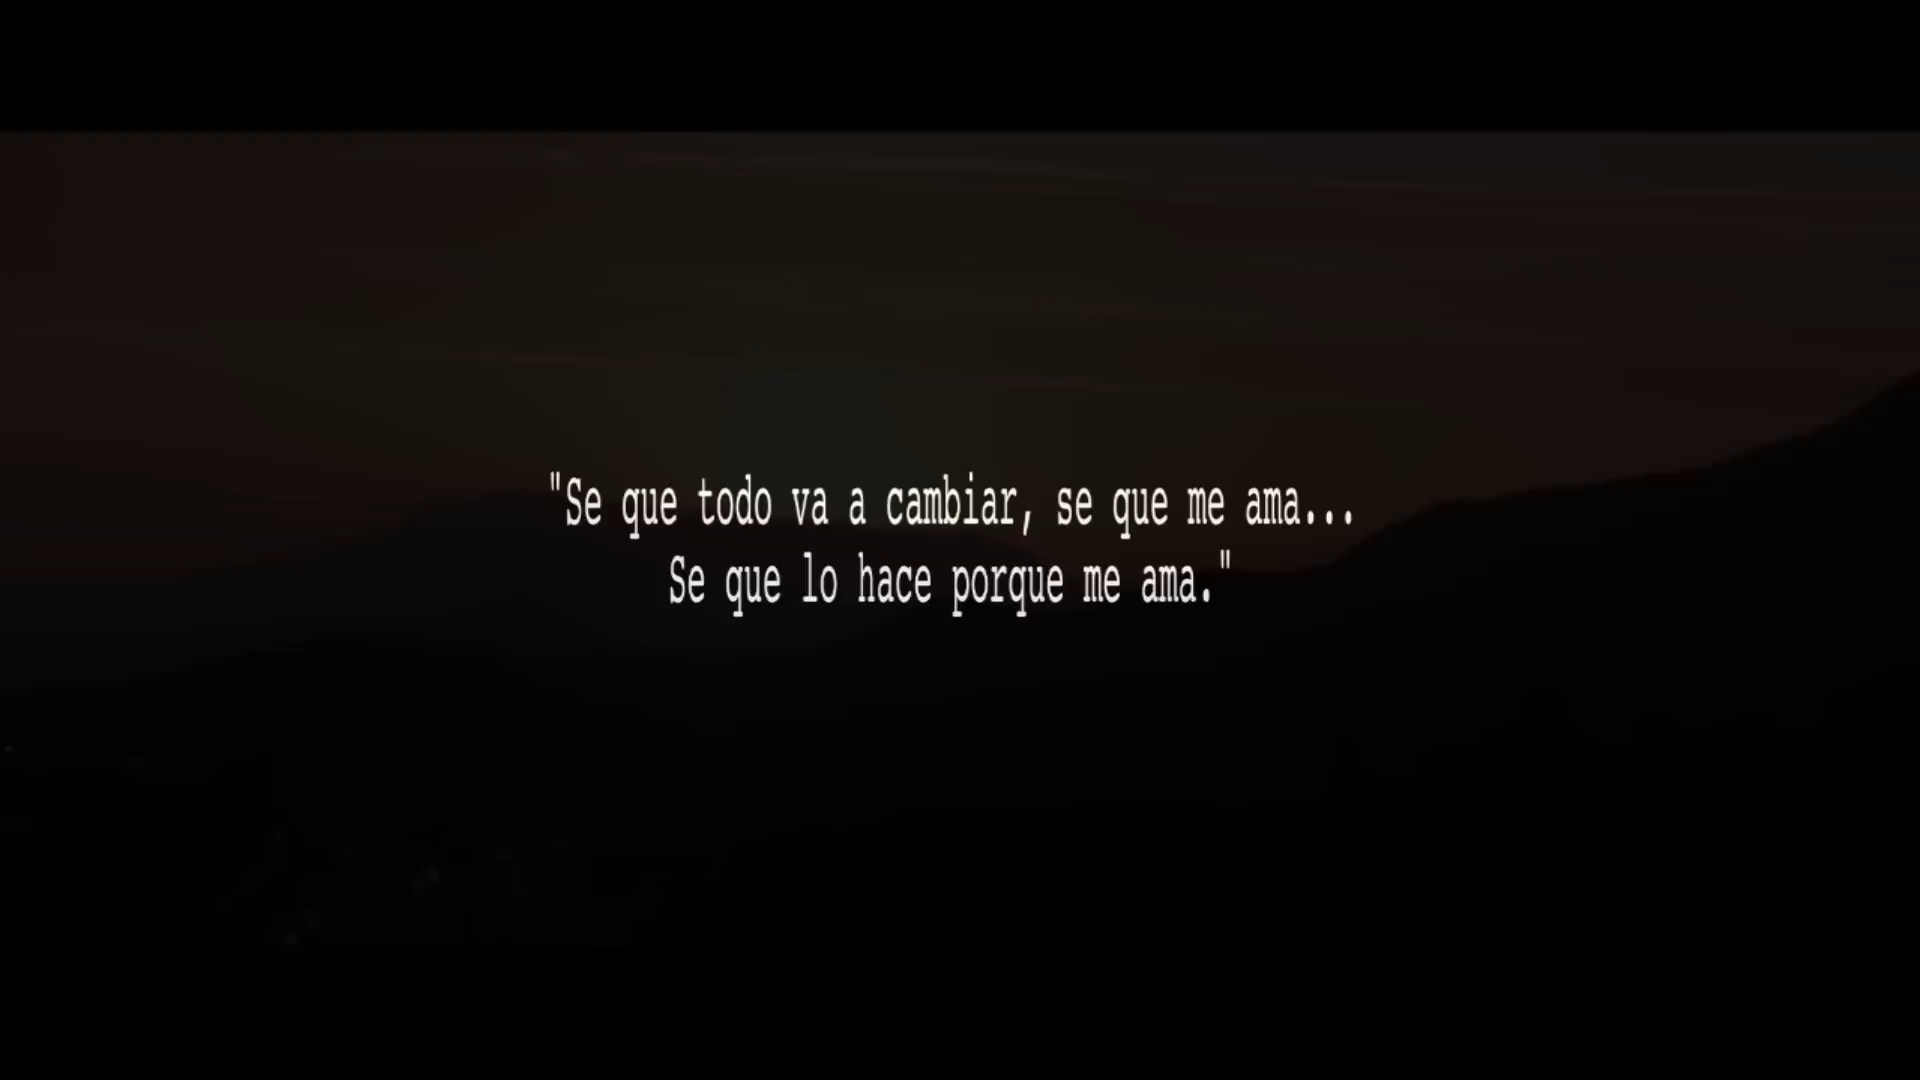 "Se que todo va a cambiar, se que me ama...
Se que lo hace porque me ama."